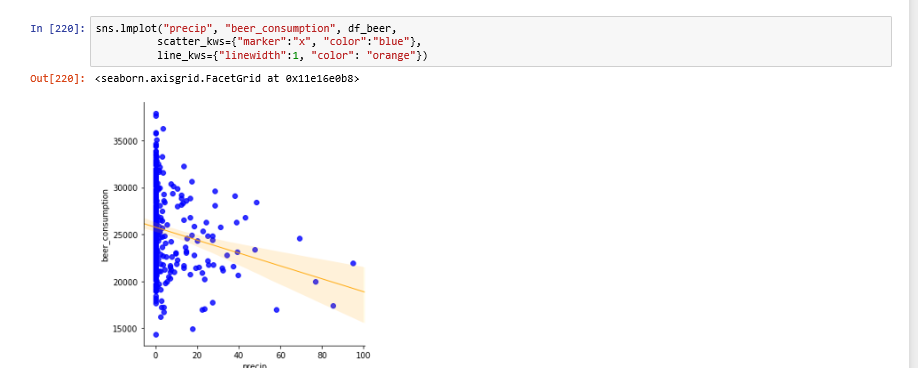 In [220]: sns.lmplot("precip", "beer_consumption", df_beer,
scatter_kws={"marker":"x", "color":"blue"},
line_kws={"linewidth":1, "color": "orange"})
Out[220]: <seaborn.axisgrid.FacetGrid at 0x11e16e0b8>
35000
30000
25000
20000
15000
beer_consumption
0 20 40 60 80 100
precip